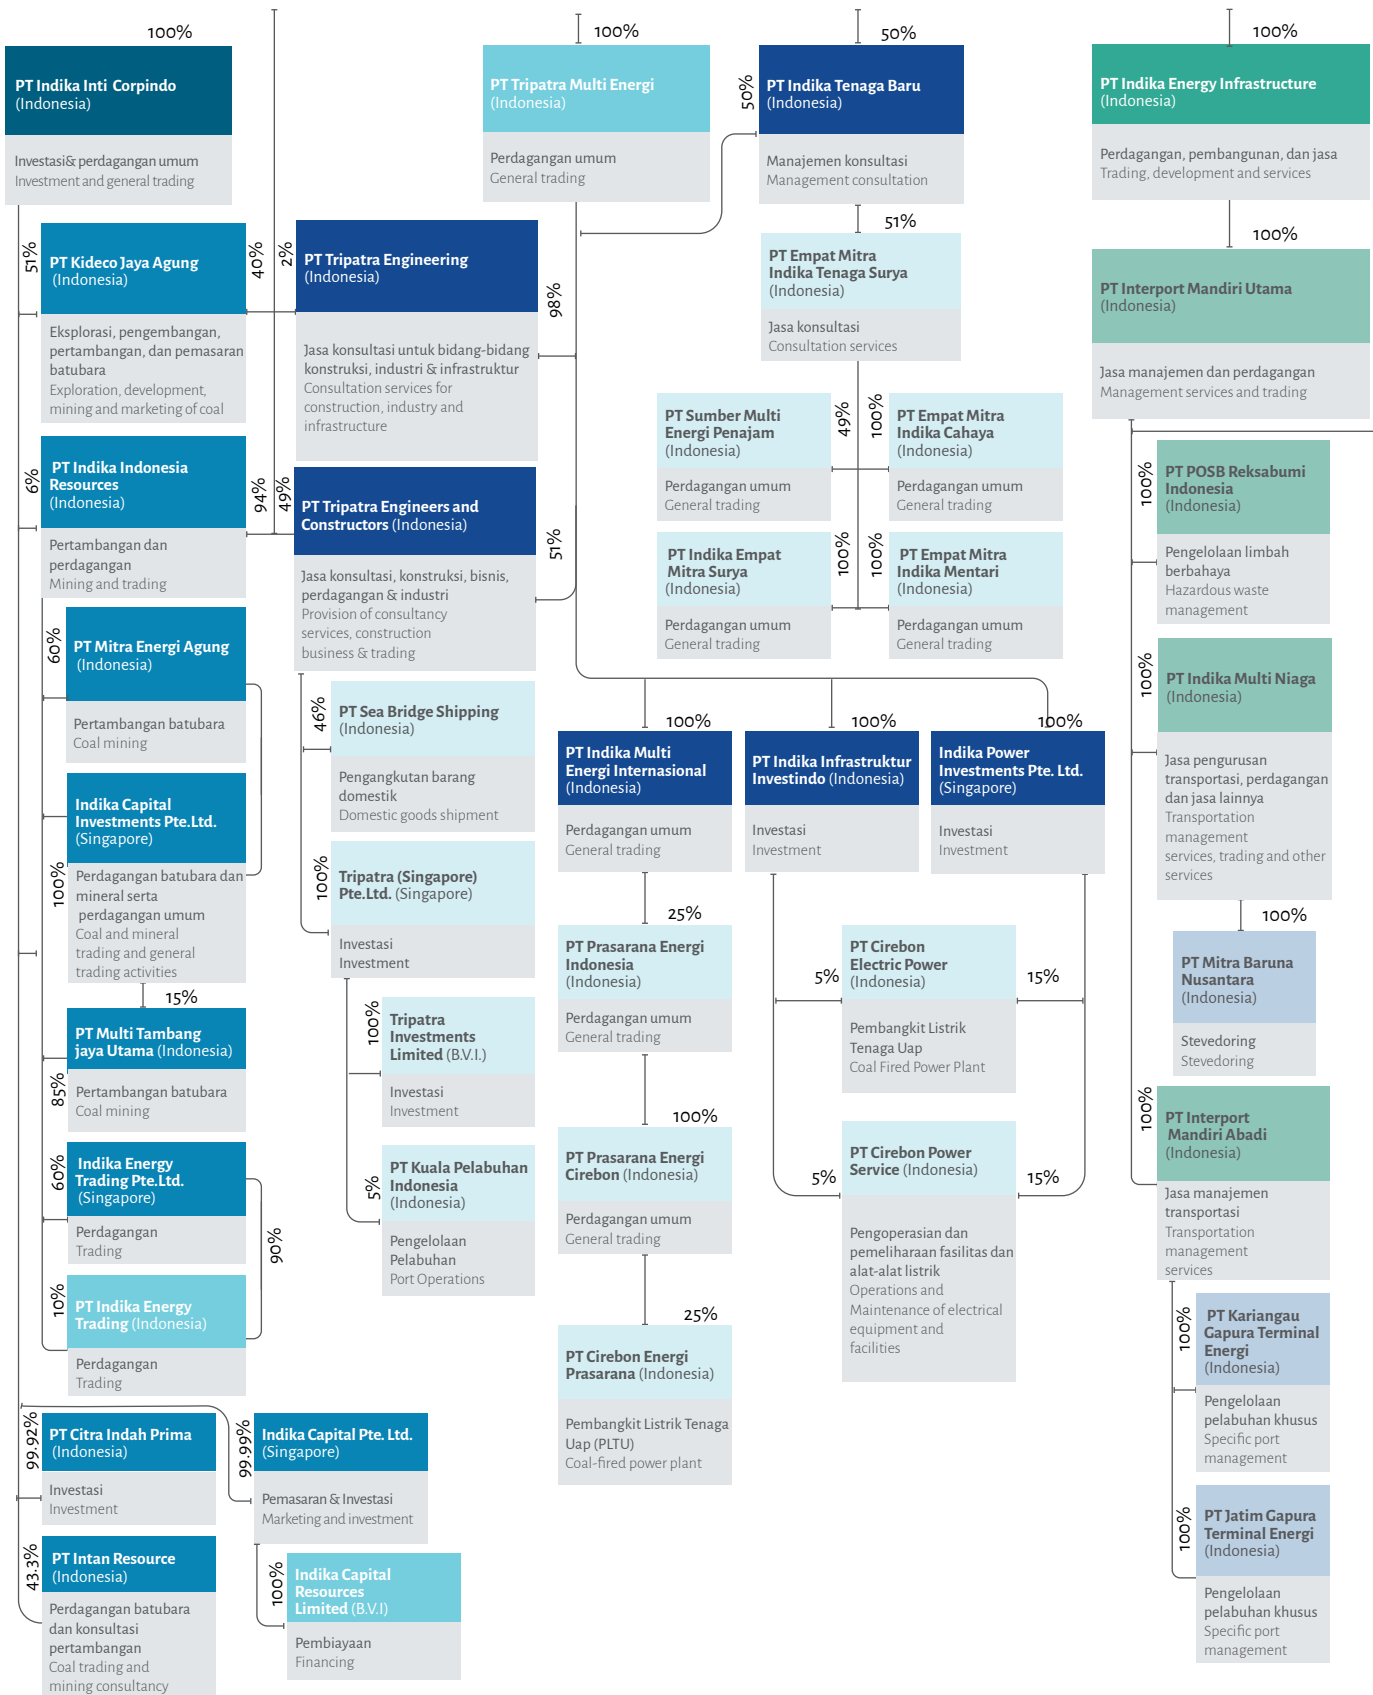 100%
PT Indika Inti Corpindo
(Indonesia)
Investasi& perdagangan umum
Investment and general trading
51%
PT Kideco Jaya Agung
(Indonesia)
Eksplorasi, pengembangan,
pertambangan, dan pemasaran
batubara
Exploration, development,
mining and marketing of coal
40%
2%
PT Tripatra Engineering
(Indonesia)
Jasa konsultasi untuk bidang-bidang
konstruksi, industri & infrastruktur
Consultation services for
construction, industry and
infrastructure
98%
6%
PT Indika Indonesia
Resources
(Indonesia)
Pertambangan dan
perdagangan
Mining and trading
94%
49%
PT Tripatra Engineers and
Constructors (Indonesia)
Jasa konsultasi, konstruksi, bisnis,
perdagangan & industri
Provision of consultancy
services, construction
business & trading
51%
60%
PT Mitra Energi Agung
(Indonesia)
Pertambangan batubara
Coal mining
Indika Capital
Investments Pte.Ltd.
(Singapore)
100%
Perdagangan batubara dan
mineral serta
perdagangan umum
Coal and mineral
trading and general
trading activities
15%
PT Multi Tambang
jaya Utama (Indonesia)
85%
Pertambangan batubara
Coal mining
60%
Indika Energy
Trading Pte.Ltd.
(Singapore)
Perdagangan
Trading
90%
10%
PT Indika Energy
Trading (Indonesia)
Perdagangan
Trading
99.92%
PT Citra Indah Prima
(Indonesia)
Investasi
Investment
99.99%
Indika Capital Pte. Ltd.
(Singapore)
Pemasaran & Investasi
Marketing and investment
43.3%
PT Intan Resource
(Indonesia)
Perdagangan batubara
dan konsultasi
pertambangan
Coal trading and
mining consultancy
100%
Indika Capital
Resources
Limited (B.V.I)
Pembiayaan
Financing
46%
PT Sea Bridge Shipping
(Indonesia)
Pengangkutan barang
domestik
Domestic goods shipment
100%
Tripatra (Singapore)
Pte.Ltd. (Singapore)
Investasi
Investment
100%
Tripatra
Investments
Limited (B.V.I.)
Investasi
Investment
5%
PT Kuala Pelabuhan
Indonesia
(Indonesia)
Pengelolaan
Pelabuhan
Port Operations
100%
PT Tripatra Multi Energi
(Indonesia)
Perdagangan umum
General trading
50%
50%
PT Indika Tenaga Baru
(Indonesia)
Manajemen konsultasi
Management consultation
51%
PT Empat Mitra
Indika Tenaga Surya
(Indonesia)
Jasa konsultasi
Consultation services
PT Sumber Multi
Energi Penajam
(Indonesia)
Perdagangan umum
General trading
49%
100%
PT Empat Mitra
Indika Cahaya
(Indonesia)
Perdagangan umum
General trading
PT Indika Empat
Mitra Surya
(Indonesia)
Perdagangan umum
General trading
100%
100%
PT Empat Mitra
Indika Mentari
(Indonesia)
Perdagangan umum
General trading
100%
PT Indika Multi
Energi Internasional
(Indonesia)
Perdagangan umum
General trading
100%
PT Indika Infrastruktur
Investindo (Indonesia)
Investasi
Investment
100%
Indika Power
Investments Pte. Ltd.
(Singapore)
Investasi
Investment
25%
PT Prasarana Energi
Indonesia
(Indonesia)
Perdagangan umum
General trading
100%
PT Prasarana Energi
Cirebon (Indonesia)
Perdagangan umum
General trading
25%
PT Cirebon Energi
Prasarana (Indonesia)
Pembangkit Listrik Tenaga
Uap (PLTU)
Coal-fired power plant
5%
PT Cirebon
Electric Power
(Indonesia)
15%
Pembangkit Listrik
Tenaga Uap
Coal Fired Power Plant
5%
PT Cirebon Power
Service (Indonesia)
15%
Pengoperasian dan
pemeliharaan fasilitas dan
alat-alat listrik
Operations and
Maintenance of electrical
equipment and
facilities
100%
PT Indika Energy Infrastructure
(Indonesia)
Perdagangan, pembangunan, dan jasa
Trading, development and services
100%
PT Interport Mandiri Utama
(Indonesia)
Jasa manajemen dan perdagangan
Management services and trading
100%
PT POSB Reksabumi
Indonesia
(Indonesia)
Pengelolaan limbah
berbahaya
Hazardous waste
management
100%
PT Indika Multi Niaga
(Indonesia)
Jasa pengurusan
transportasi, perdagangan
dan jasa lainnya
Transportation
management
services, trading and other
services
100%
PT Mitra Baruna
Nusantara
(Indonesia)
Stevedoring
Stevedoring
100%
PT Interport
Mandiri Abadi
(Indonesia)
Jasa manajemen
transportasi
Transportation
management
services
100%
PT Kariangau
Gapura Terminal
Energi
(Indonesia)
Pengelolaan
pelabuhan khusus
Specific port
management
100%
PT Jatim Gapura
Terminal Energi
(Indonesia)
Pengelolaan
pelabuhan khusus
Specific port
management